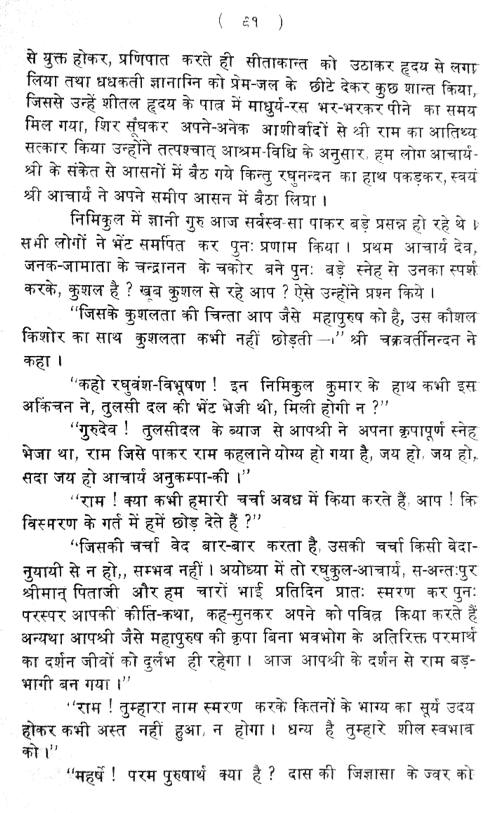 ( ६१ )
से युक्त होकर, प्रणिपात करते ही सीताकान्त को उठाकर हृदय से लगा
लिया तथा धधकती ज्ञानाग्नि को प्रेम-जल के छीटे देकर कुछ शान्त किया,
जिससे उन्हें शीतल हृदय के पात्र में माधुर्य-रस भर-भरकर पीने का समय
मिल गया, शिर सूँघकर अपने-अनेक आशीर्वादों से श्री राम का आतिथ्य
सत्कार किया उन्होंने तत्पश्चात् आश्रम-विधि के अनुसार, हम लोग आचार्य-
श्री के संकेत से आसनों में बैठ गये किन्तु रघुनन्दन का हाथ पकड़कर, स्वयं
श्री आचार्य ने अपने समीप आसन में बैठा लिया।
निमिकुल में ज्ञानी गुरु आज सर्वस्व-सा पाकर बड़े प्रसन्न हो रहे थे।
सभी लोगों ने भेंट समर्पित कर पुनः प्रणाम किया। प्रथम आचार्य देव,
जनक-जामाता के चन्द्रानन के चकोर बने पुनः बड़े स्नेह से उनका स्पर्श
करके, कुशल है? खूब कुशल से रहे आप? ऐसे उन्होंने प्रश्न किये।
"जिसके कुशलता की चिन्ता आप जैसे महापुरुष को है, उस कौशल
किशोर का साथ कुशलता कभी नहीं छोड़ती —।" श्री चक्रवर्तीनन्दन ने
कहा।
"कहो रघुवंश-विभूषण! इन निमिकुल कुमार के हाथ कभी इस
अकिंचन ने, तुलसी दल की भेंट भेजी थी, मिली होगी न?"
"गुरुदेव! तुलसीदल के ब्याज से आपश्री ने अपना कृपापूर्ण स्नेह
भेजा था, राम जिसे पाकर राम कहलाने योग्य हो गया है, जय हो, जय हो,
सदा जय हो आचार्य अनुकम्पा-की।"
"राम! क्या कभी हमारी चर्चा अवध में किया करते हैं, आप! कि
विस्मरण के गर्त में हमें छोड़ देते हैं?"
"जिसकी चर्चा वेद बार-बार करता है, उसकी चर्चा किसी वेदा-
नुयायी से न हो,, सम्भव नहीं। अयोध्या में तो रघुकुल-आचार्य, स-अन्तःपुर
श्रीमान् पिताजी और हम चारों भाई प्रतिदिन प्रातः स्मरण कर पुनः
परस्पर आपकी कीर्ति-कथा, कह-सुनकर अपने को पवित्र किया करते हैं
अन्यथा आपश्री जैसे महापुरुष की कृपा बिना भवभोग के अतिरिक्त परमार्थ
का दर्शन जीवों को दुर्लभ ही रहेगा। आज आपश्री के दर्शन से राम बड़-
भागी बन गया।"
"राम! तुम्हारा नाम स्मरण करके कितनों के भाग्य का सूर्य उदय
होकर कभी अस्त नहीं हुआ, न होगा। धन्य है तुम्हारे शील स्वभाव
को।"
"महर्षे! परम पुरुषार्थ क्या है? दास की जिज्ञासा के ज्वर को